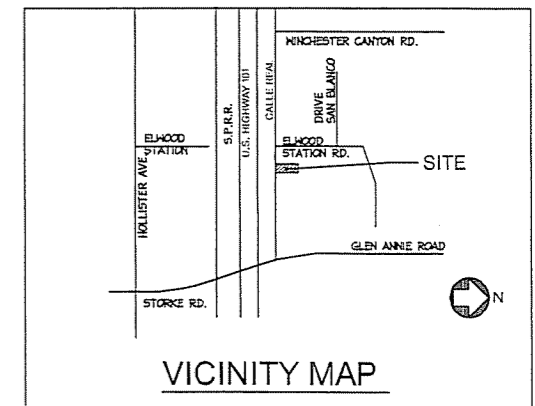 WINCHESTER CANYON RD.
S.P.R.R.
U.S. HIGHWAY 101
CALLE REAL
DRIVE
SAN BLANCO
ELWOOD
STATION
ELWOOD
STATION RD.
SITE
HOLLISTER AVE.
GLEN ANNIE ROAD
STORKE RD.
N
VICINITY MAP